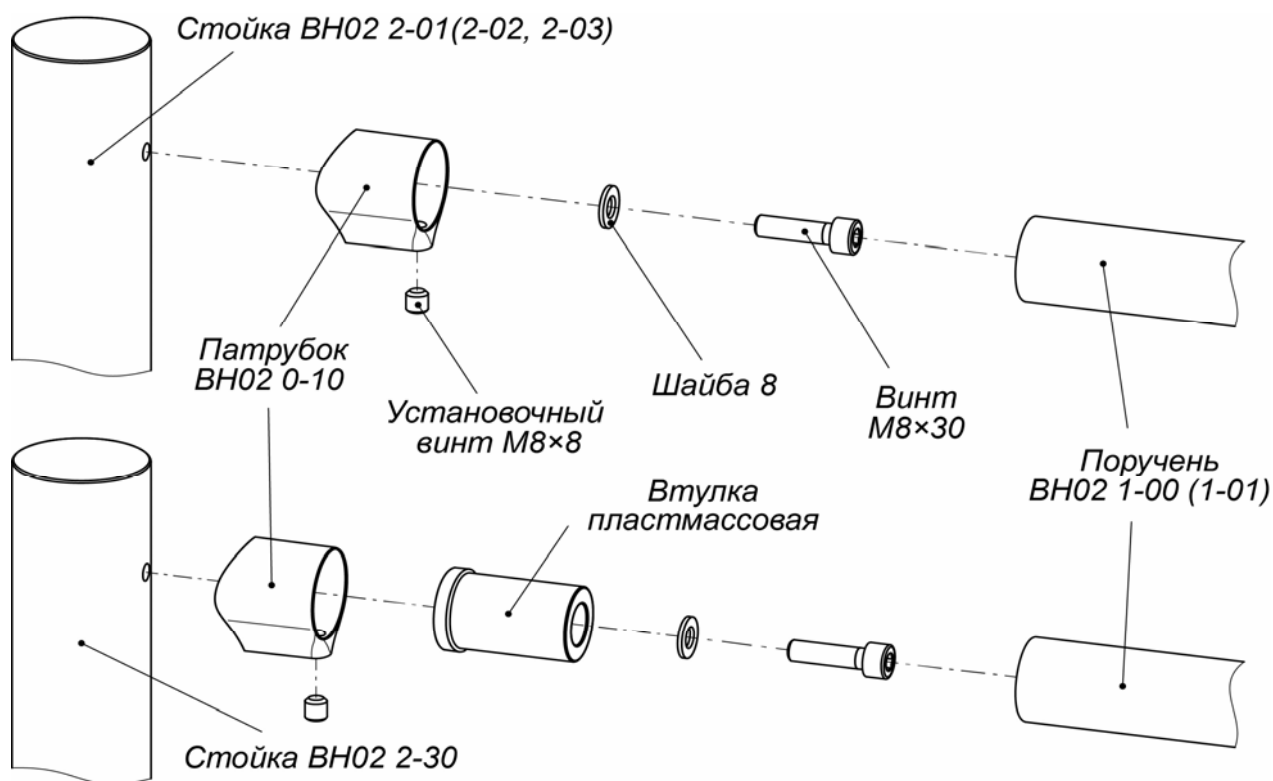 Стойка ВН02 2-01(2-02, 2-03)
Патрубок
ВН02 0-10
Установочный
винт М8×8
Шайба 8
Винт
М8×30
Поручень
ВН02 1-00 (1-01)
Втулка
пластмассовая
Стойка ВН02 2-30